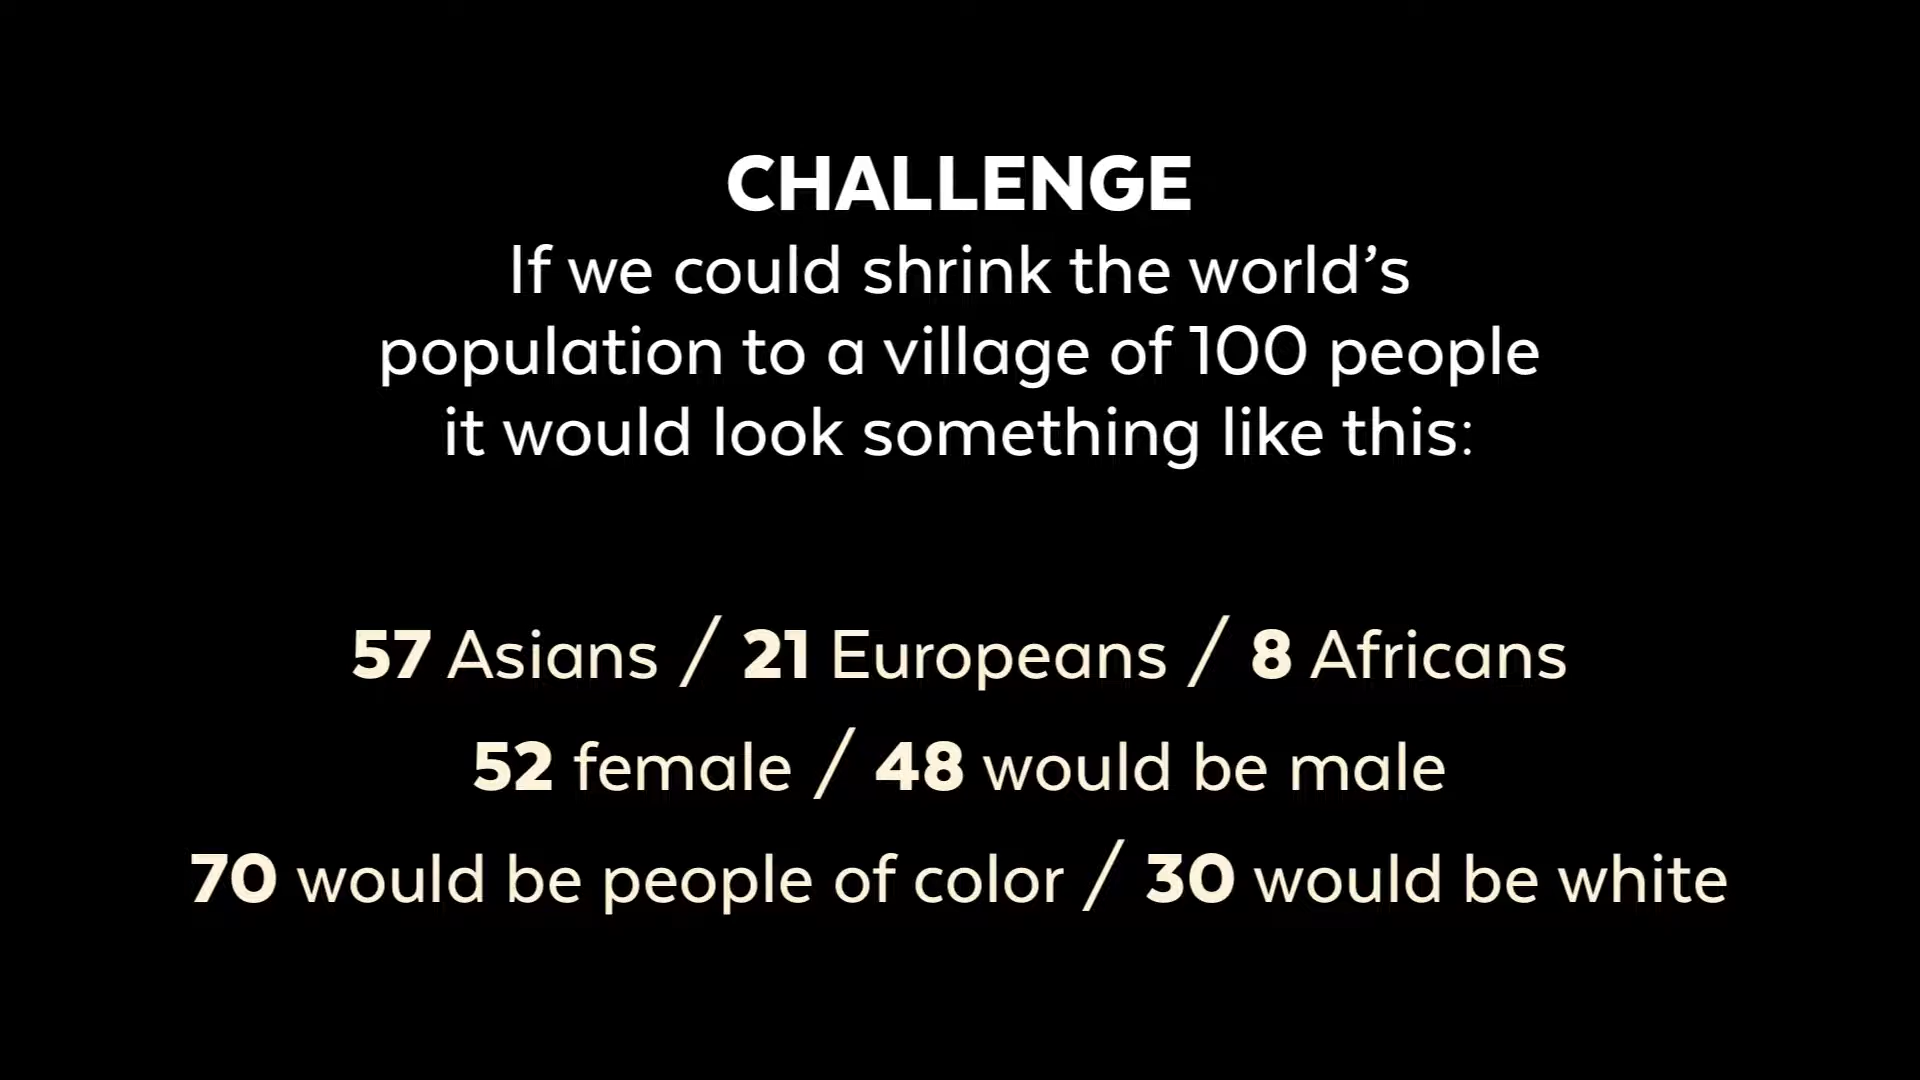 CHALLENGE
If we could shrink the world’s
population to a village of 100 people
it would look something like this:
57 Asians / 21 Europeans / 8 Africans
52 female / 48 would be male
70 would be people of color / 30 would be white